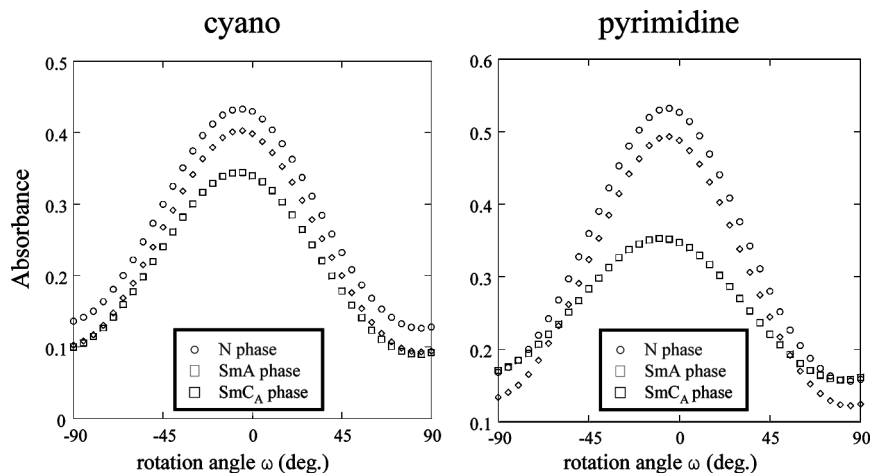 cyano
0.5
0.4
0.3
0.2
0.1
0
Absorbance
-90
-45
0
45
90
rotation angle ω (deg.)
N phase
SmA phase
SmCA phase
pyrimidine
0.6
0.5
0.4
0.3
0.2
0.1
-90
-45
0
45
90
rotation angle ω (deg.)
N phase
SmA phase
SmCA phase